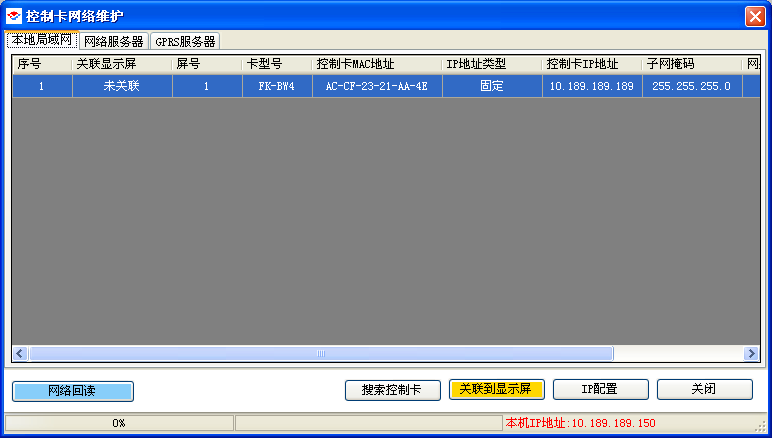 控制卡网络维护
本地局域网 网络服务器 GPRS服务器
序号 关联显示屏 屏号 卡型号 控制卡MAC地址 IP地址类型 控制卡IP地址 子网掩码 网
1 未关联 1 FK-BW4 AC-CF-23-21-AA-4E 固定 10.189.189.189 255.255.255.0
网络回读 搜索控制卡 关联到显示屏 IP配置 关闭
0% 本机IP地址:10.189.189.150